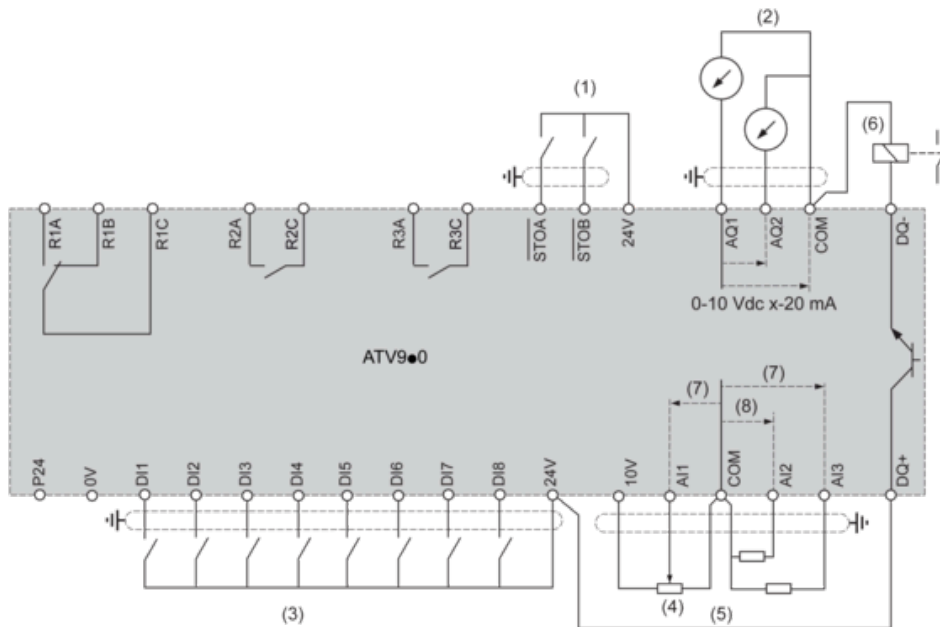 (2)
(1)
(6)
R1A
R1B
R1C
R2A
R2C
R3A
R3C
STOA
STOB
24V
AQ1
AQ2
COM
DQ-
0-10 Vdc x-20 mA
ATV9●0
(7)
(7)
(8)
P24
0V
DI1
DI2
DI3
DI4
DI5
DI6
DI7
DI8
24V
10V
AI1
COM
AI2
AI3
DQ+
(3)
(4)
(5)